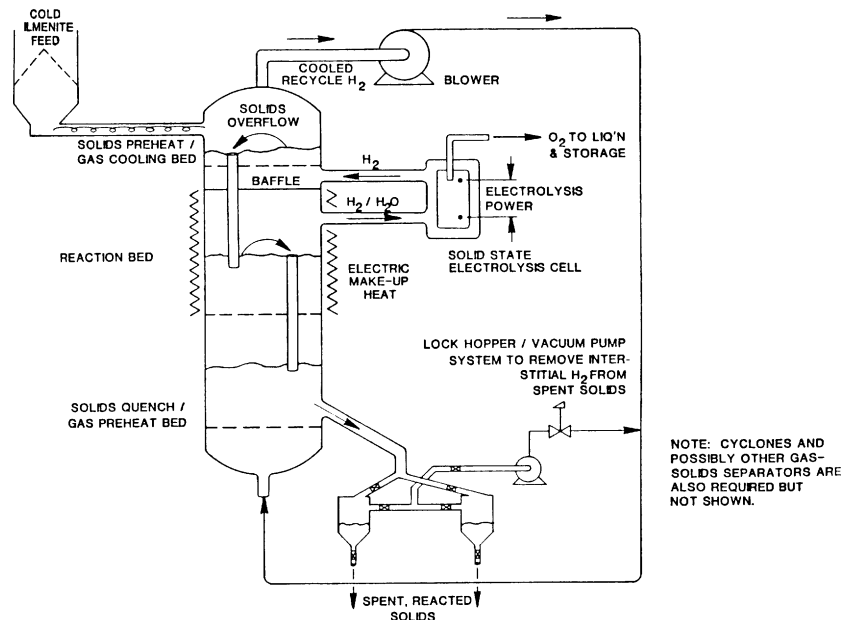 COLD
ILMENITE
FEED
COOLED
RECYCLE H2
BLOWER
SOLIDS
OVERFLOW
SOLIDS PREHEAT /
GAS COOLING BED
O2 TO LIQ'N
& STORAGE
H2
BAFFLE
ELECTROLYSIS
POWER
H2 / H2O
REACTION BED
SOLID STATE
ELECTROLYSIS CELL
ELECTRIC
MAKE-UP
HEAT
LOCK HOPPER / VACUUM PUMP
SYSTEM TO REMOVE INTER-
STITIAL H2 FROM
SPENT SOLIDS
SOLIDS QUENCH /
GAS PREHEAT BED
NOTE: CYCLONES AND
POSSIBLY OTHER GAS-
SOLIDS SEPARATORS ARE
ALSO REQUIRED BUT
NOT SHOWN.
SPENT, REACTED
SOLIDS